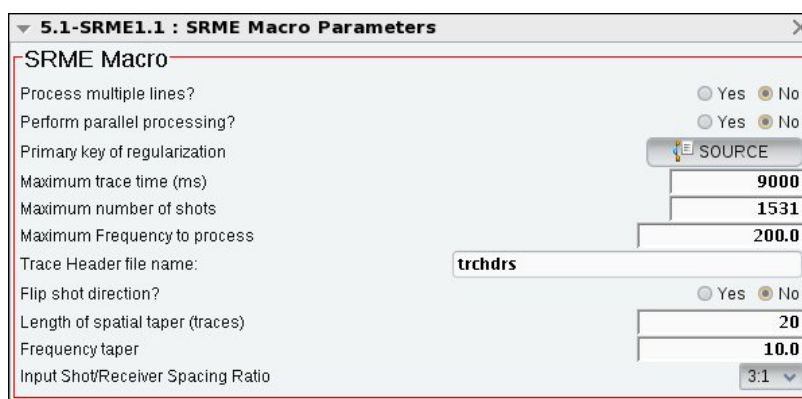 5.1-SRME1.1 : SRME Macro Parameters
SRME Macro
Process multiple lines? Yes No
Perform parallel processing? Yes No
Primary key of regularization SOURCE
Maximum trace time (ms) 9000
Maximum number of shots 1531
Maximum Frequency to process 200.0
Trace Header file name: trchdrs
Flip shot direction? Yes No
Length of spatial taper (traces) 20
Frequency taper 10.0
Input Shot/Receiver Spacing Ratio 3:1